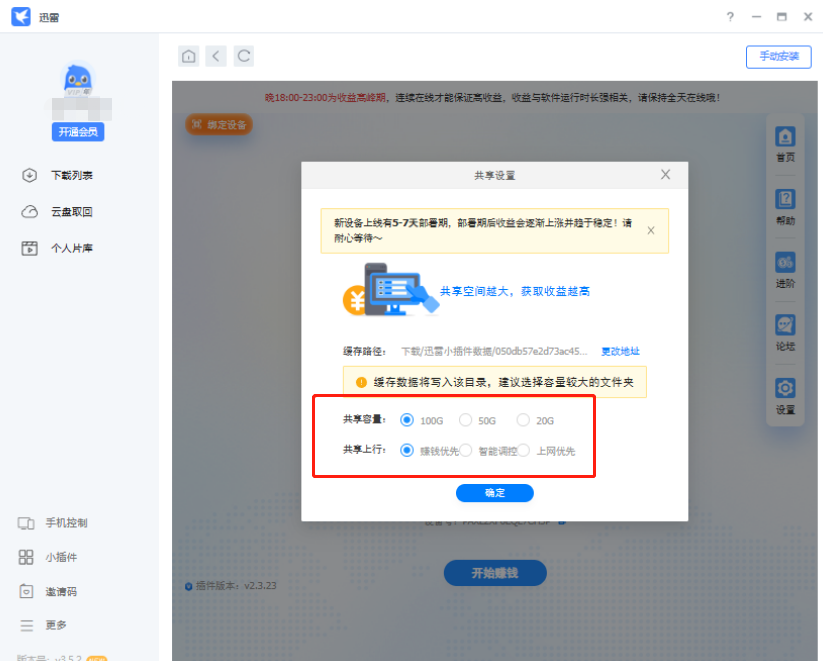 迅雷
手动安装
开通会员
下载列表
云盘取回
个人片库
手机控制
小插件
邀请码
更多
版本号: v3.5.2
晚18:00-23:00为收益高峰期，连续在线才能保证高收益，收益与软件运行时长强相关，请保持全天在线哦！
绑定设备
首页
帮助
进阶
论坛
设置
共享设置
新设备上线有5-7天部署期，部署期后收益会逐渐上涨并趋于稳定！请
耐心等待～
共享空间越大，获取收益越高
缓存路径： 下载/迅雷小插件数据/050db57e2d73ac45... 更改地址
缓存数据将写入该目录，建议选择容量较大的文件夹
共享容量： 100G 50G 20G
共享上行： 赚钱优先 智能调控 上网优先
确定
开始赚钱
插件版本：v2.3.23